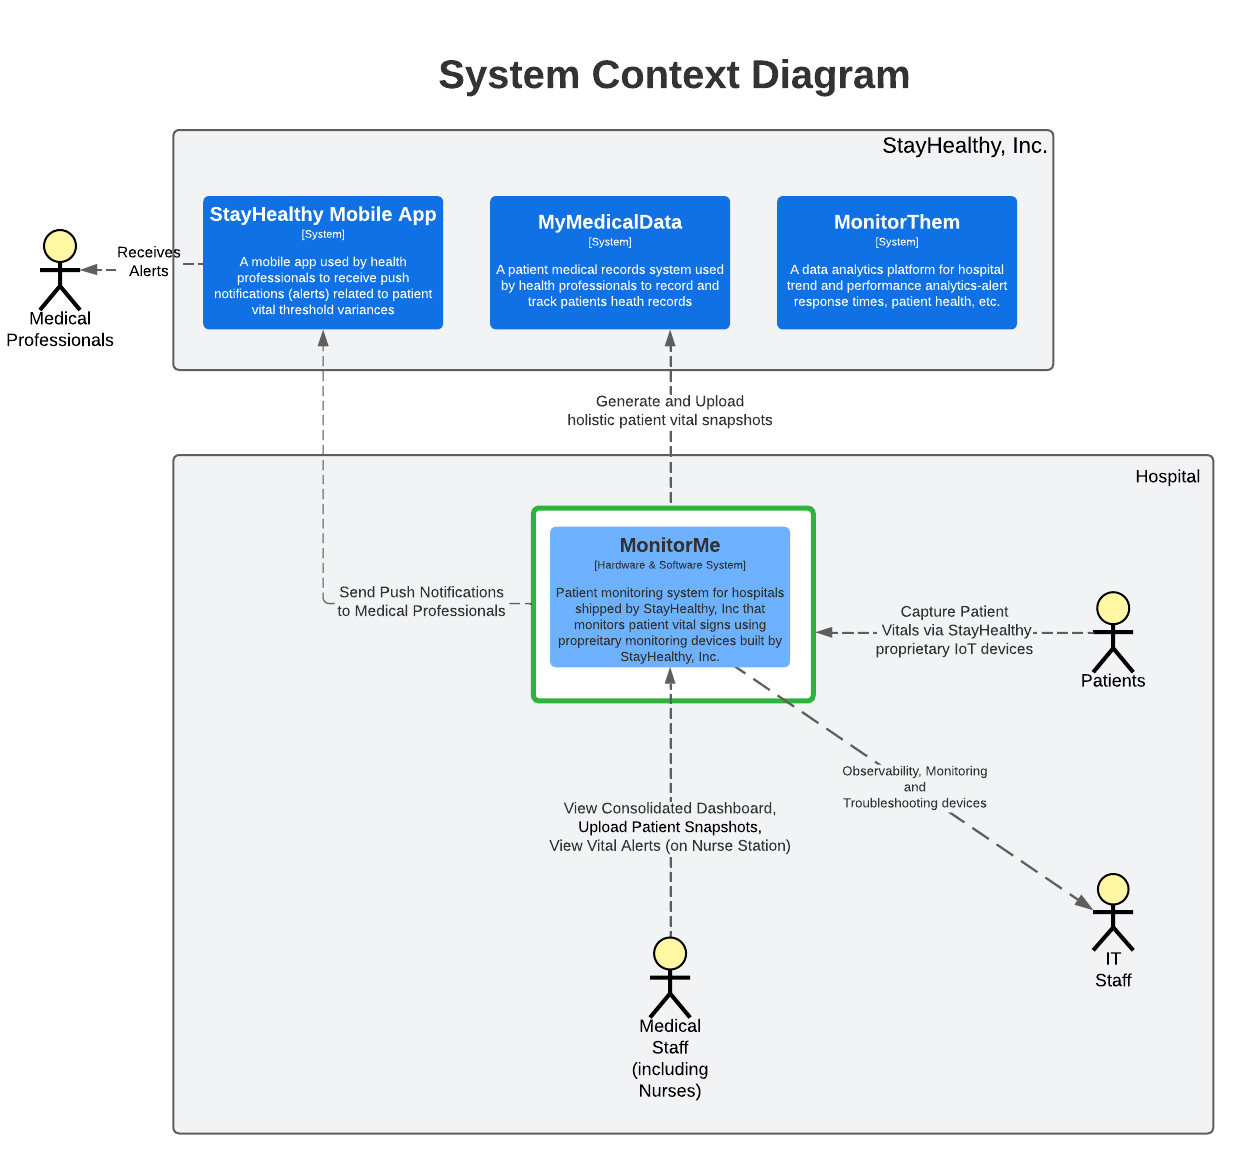 System Context Diagram
StayHealthy, Inc.
StayHealthy Mobile App
[System]
A mobile app used by health
professionals to receive push
notifications (alerts) related to patient
vital threshold variances
MyMedicalData
[System]
A patient medical records system used
by health professionals to record and
track patients heath records
MonitorThem
[System]
A data analytics platform for hospital
trend and performance analytics-alert
response times, patient health, etc.
Receives
Alerts
Medical
Professionals
Generate and Upload
holistic patient vital snapshots
Hospital
MonitorMe
[Hardware & Software System]
Patient monitoring system for hospitals
shipped by StayHealthy, Inc that
monitors patient vital signs using
propreitary monitoring devices built by
StayHealthy, Inc.
Send Push Notifications
to Medical Professionals
Capture Patient
Vitals via StayHealthy
proprietary IoT devices
Patients
Observability, Monitoring
and
Troubleshooting devices
View Consolidated Dashboard,
Upload Patient Snapshots,
View Vital Alerts (on Nurse Station)
IT
Staff
Medical
Staff
(including
Nurses)